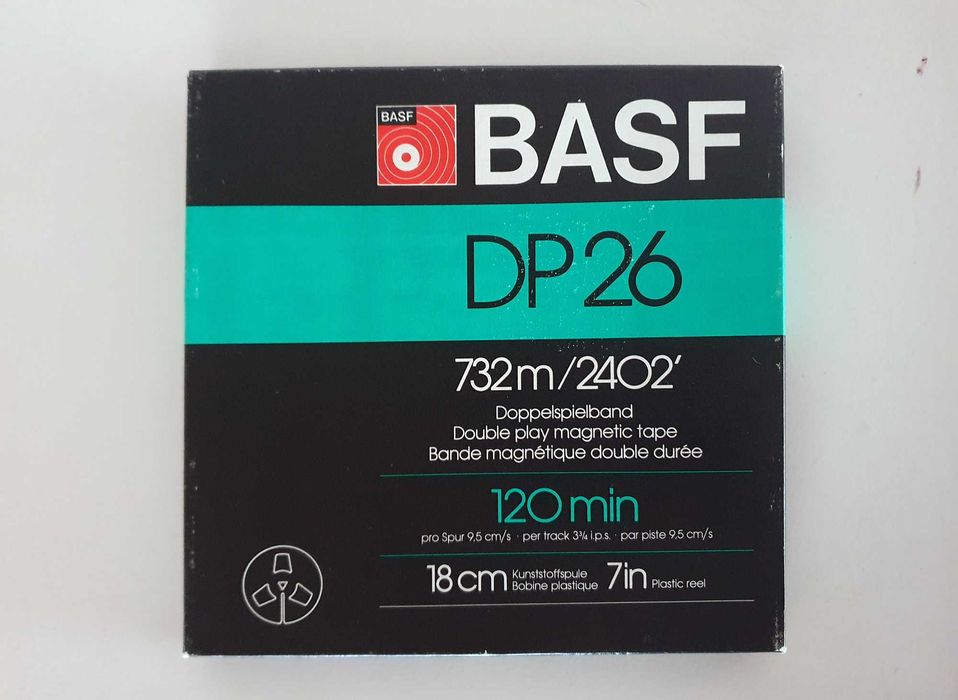 BASF
BASF
DP 26
732m/2402'
Doppelspielband
Double play magnetic tape
Bande magnétique double durée
120 min
pro Spur 9,5 cm/s · per track 3¾ i.p.s. · par piste 9,5 cm/s
18 cm Kunststoffspule Bobine plastique 7in Plastic reel